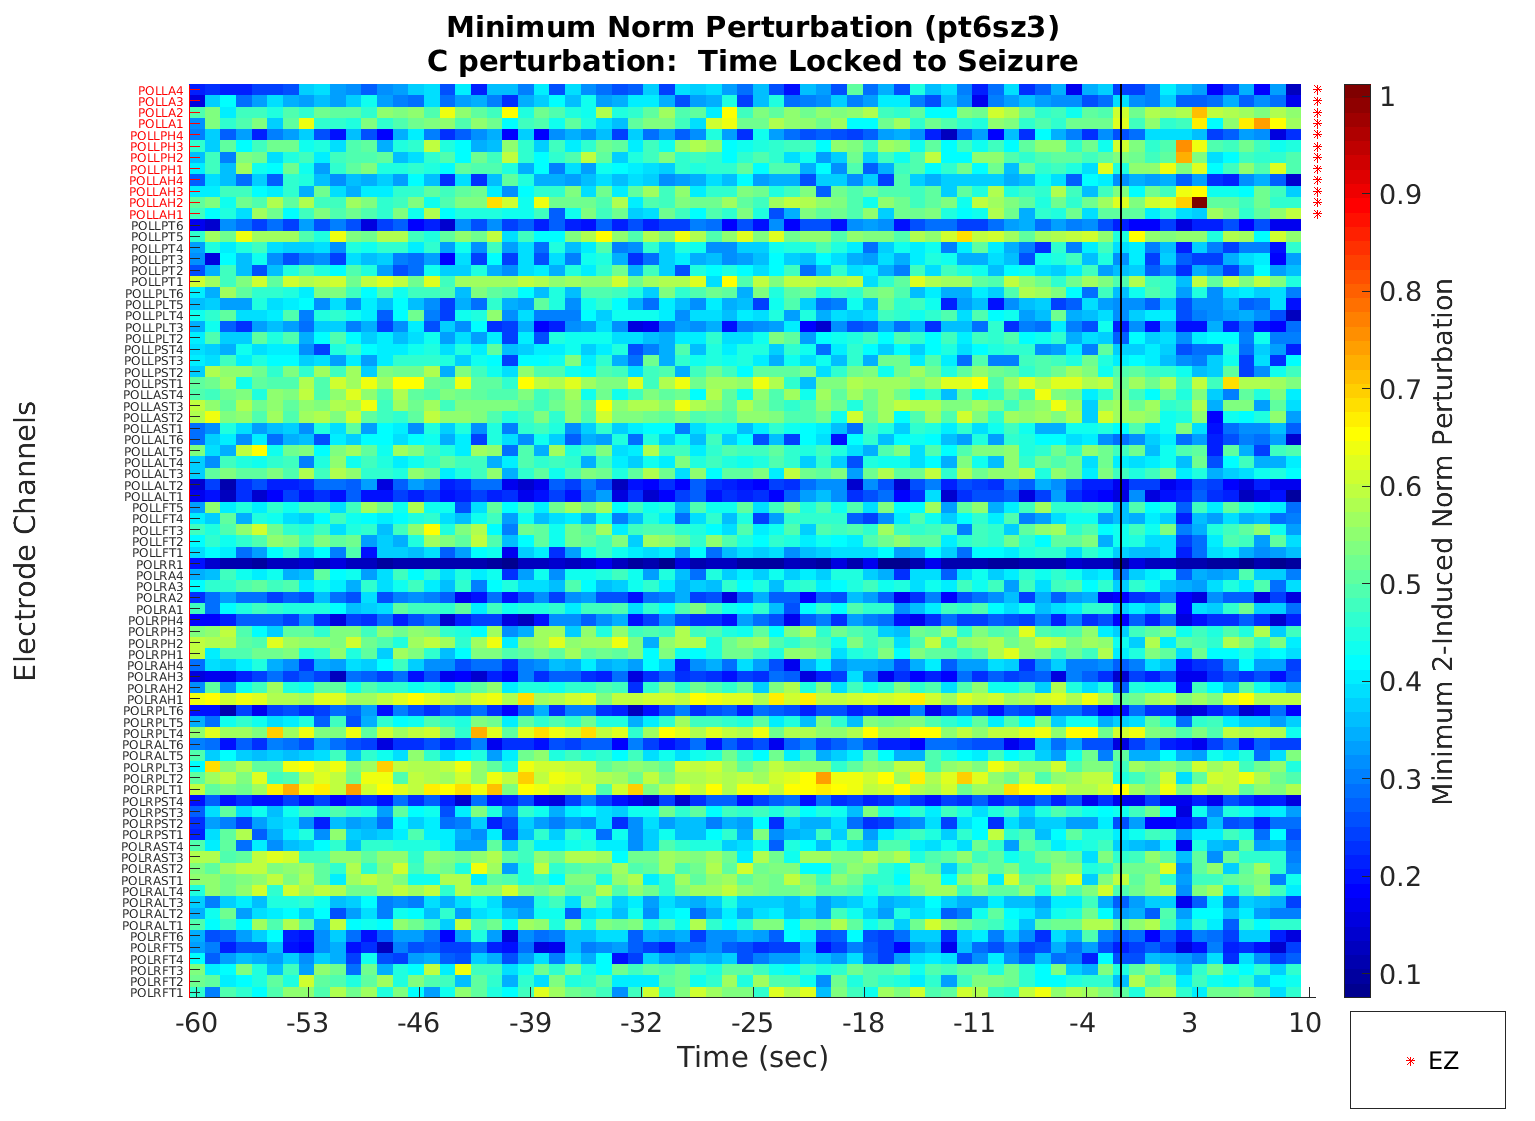 Minimum Norm Perturbation (pt6sz3)
C perturbation:  Time Locked to Seizure
Electrode Channels
POLLA4
POLLA3
POLLA2
POLLA1
POLLPH4
POLLPH3
POLLPH2
POLLPH1
POLLAH4
POLLAH3
POLLAH2
POLLAH1
POLLPT6
POLLPT5
POLLPT4
POLLPT3
POLLPT2
POLLPT1
POLLPLT6
POLLPLT5
POLLPLT4
POLLPLT3
POLLPLT2
POLLPST4
POLLPST3
POLLPST2
POLLPST1
POLLAST4
POLLAST3
POLLAST2
POLLAST1
POLLALT6
POLLALT5
POLLALT4
POLLALT3
POLLALT2
POLLALT1
POLLFT5
POLLFT4
POLLFT3
POLLFT2
POLLFT1
POLRR1
POLRA4
POLRA3
POLRA2
POLRA1
POLRPH4
POLRPH3
POLRPH2
POLRPH1
POLRAH4
POLRAH3
POLRAH2
POLRAH1
POLRPLT6
POLRPLT5
POLRPLT4
POLRALT6
POLRALT5
POLRPLT3
POLRPLT2
POLRPLT1
POLRPST4
POLRPST3
POLRPST2
POLRPST1
POLRAST4
POLRAST3
POLRAST2
POLRAST1
POLRALT4
POLRALT3
POLRALT2
POLRALT1
POLRFT6
POLRFT5
POLRFT4
POLRFT3
POLRFT2
POLRFT1
-60 -53 -46 -39 -32 -25 -18 -11 -4 3 10
Time (sec)
1
0.9
0.8
0.7
0.6
0.5
0.4
0.3
0.2
0.1
Minimum 2-Induced Norm Perturbation
EZ